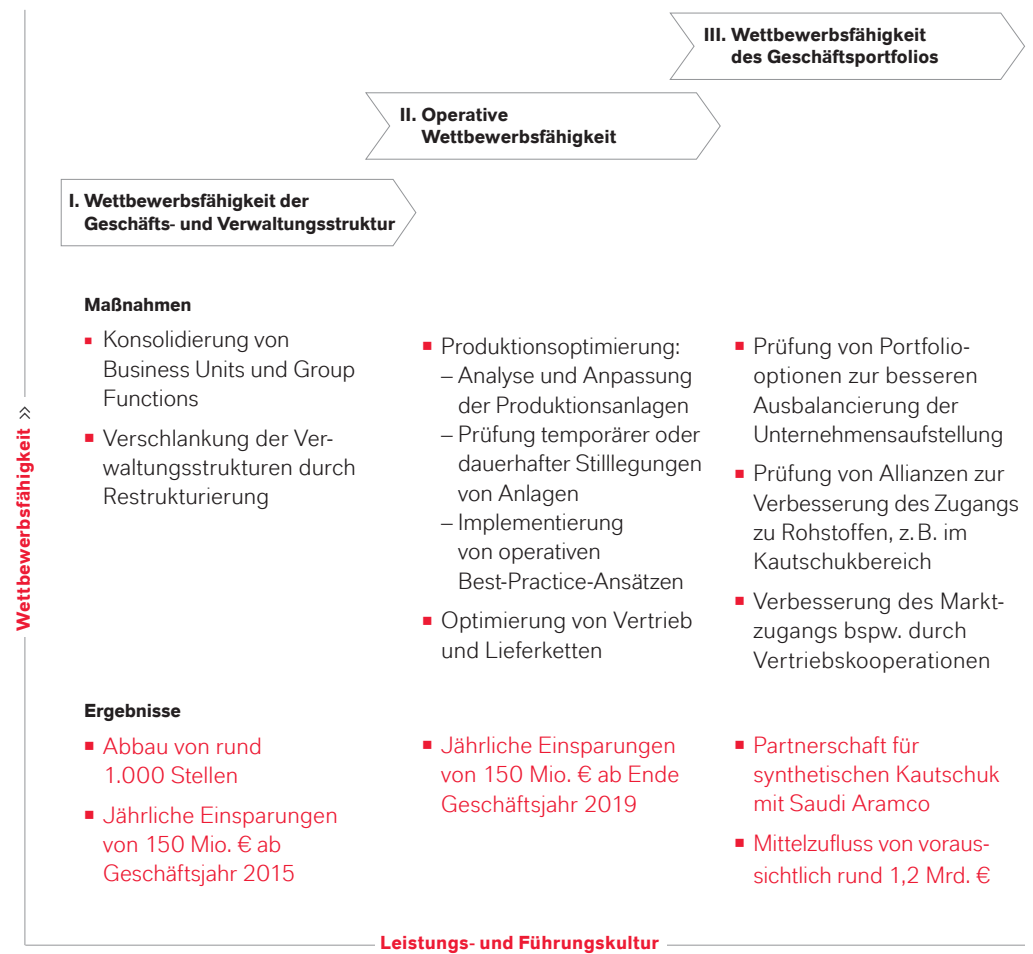 III. Wettbewerbsfähigkeit
des Geschäftsportfolios
II. Operative
Wettbewerbsfähigkeit
I. Wettbewerbsfähigkeit der
Geschäfts- und Verwaltungsstruktur
Maßnahmen
▪ Konsolidierung von
Business Units und Group
Functions
▪ Verschlankung der Ver-
waltungsstrukturen durch
Restrukturierung
▪ Produktionsoptimierung:
– Analyse und Anpassung
der Produktionsanlagen
– Prüfung temporärer oder
dauerhafter Stilllegungen
von Anlagen
– Implementierung
von operativen
Best-Practice-Ansätzen
▪ Optimierung von Vertrieb
und Lieferketten
▪ Prüfung von Portfolio-
optionen zur besseren
Ausbalancierung der
Unternehmensaufstellung
▪ Prüfung von Allianzen zur
Verbesserung des Zugangs
zu Rohstoffen, z. B. im
Kautschukbereich
▪ Verbesserung des Markt-
zugangs bspw. durch
Vertriebskooperationen
Ergebnisse
▪ Abbau von rund
1.000 Stellen
▪ Jährliche Einsparungen
von 150 Mio. € ab
Geschäftsjahr 2015
▪ Jährliche Einsparungen
von 150 Mio. € ab Ende
Geschäftsjahr 2019
▪ Partnerschaft für
synthetischen Kautschuk
mit Saudi Aramco
▪ Mittelzufluss von voraus-
sichtlich rund 1,2 Mrd. €
Wettbewerbsfähigkeit »
Leistungs- und Führungskultur